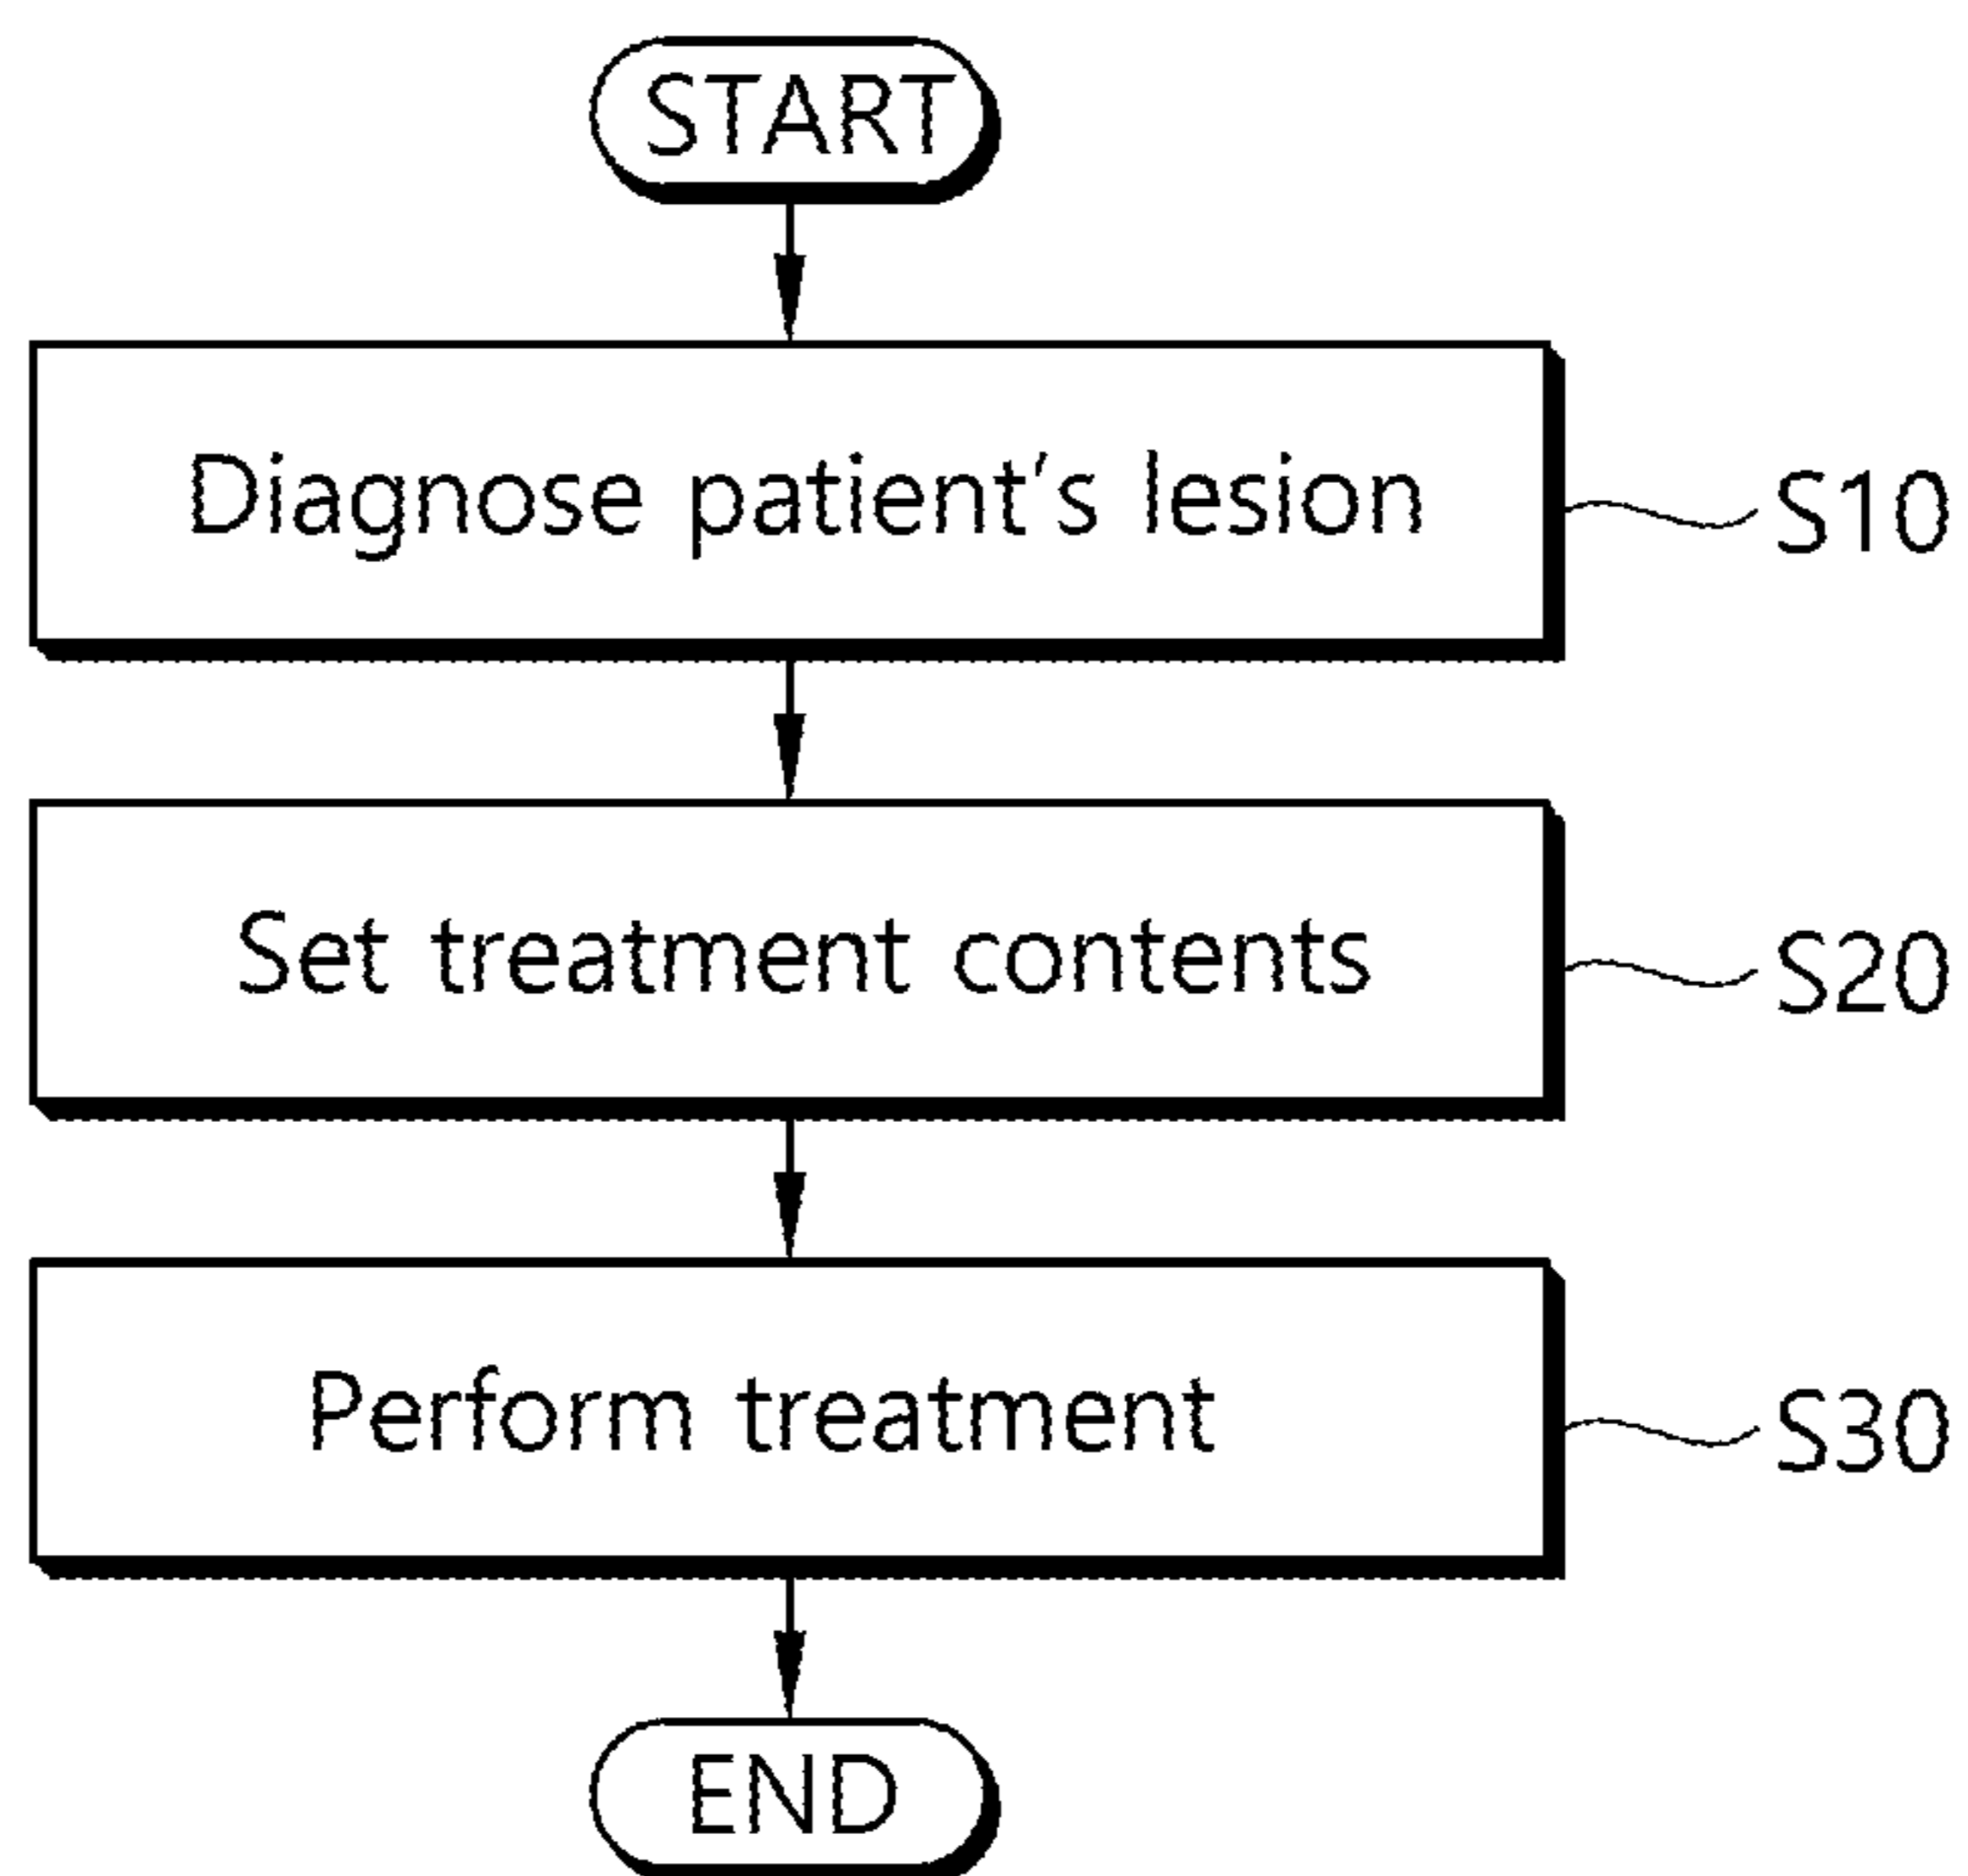 START
Diagnose patient's lesion
S10
Set treatment contents
S20
Perform treatment
S30
END